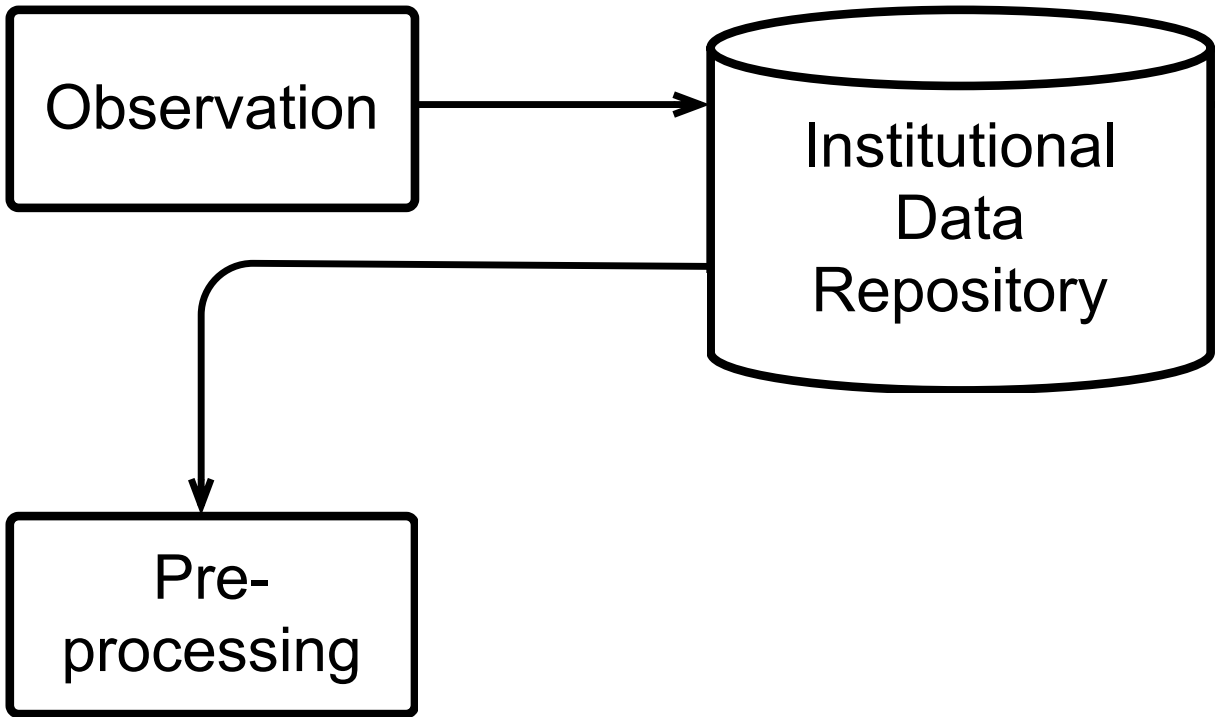 Observation
Institutional
Data
Repository
Pre-
processing